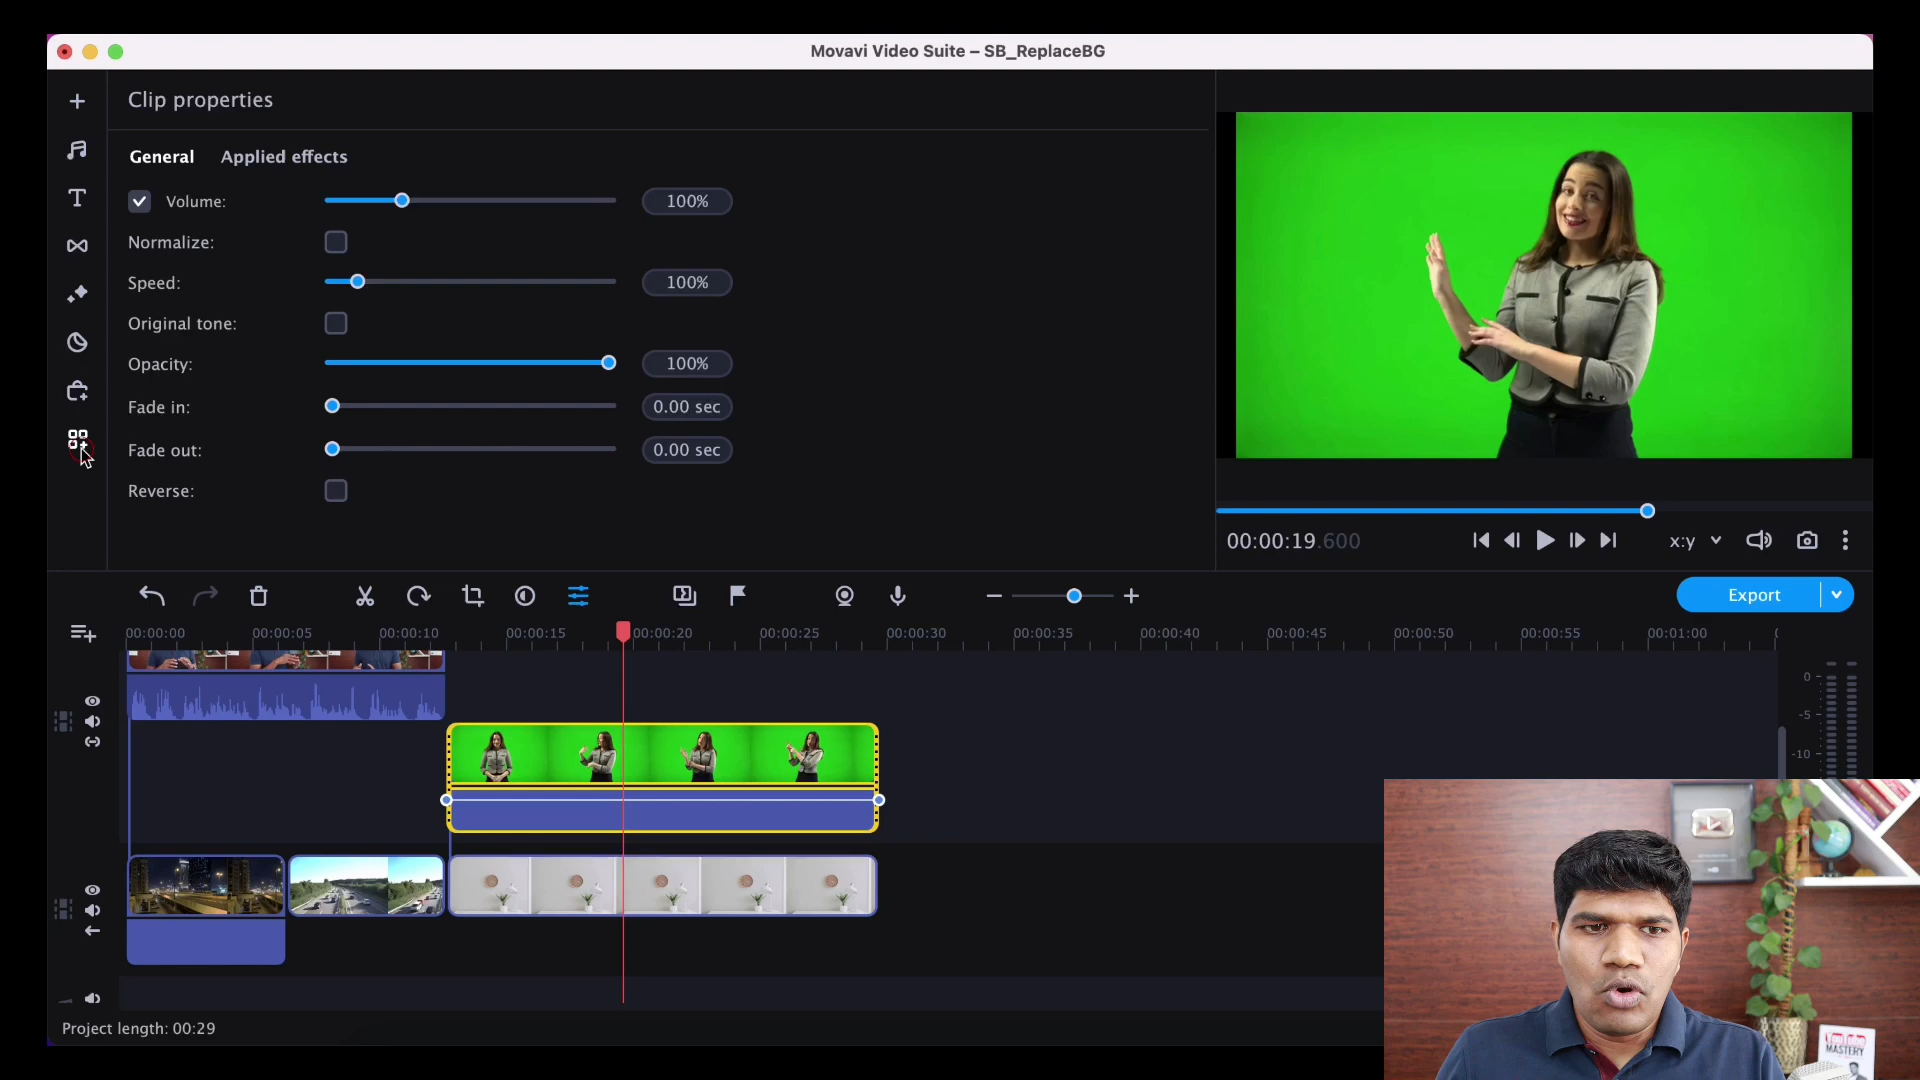 Movavi Video Suite – SB_ReplaceBG
Clip properties
General Applied effects
Volume: 100%
Normalize:
Speed: 100%
Original tone:
Opacity: 100%
Fade in: 0.00 sec
Fade out: 0.00 sec
Reverse:
00:00:19.600
x:y
Export
00:00:00 00:00:05 00:00:10 00:00:15 00:00:20 00:00:25 00:00:30 00:00:35 00:00:40 00:00:45 00:00:50 00:00:55 00:01:00
0
-5
-10
Project length: 00:29
YouTube
MASTERY